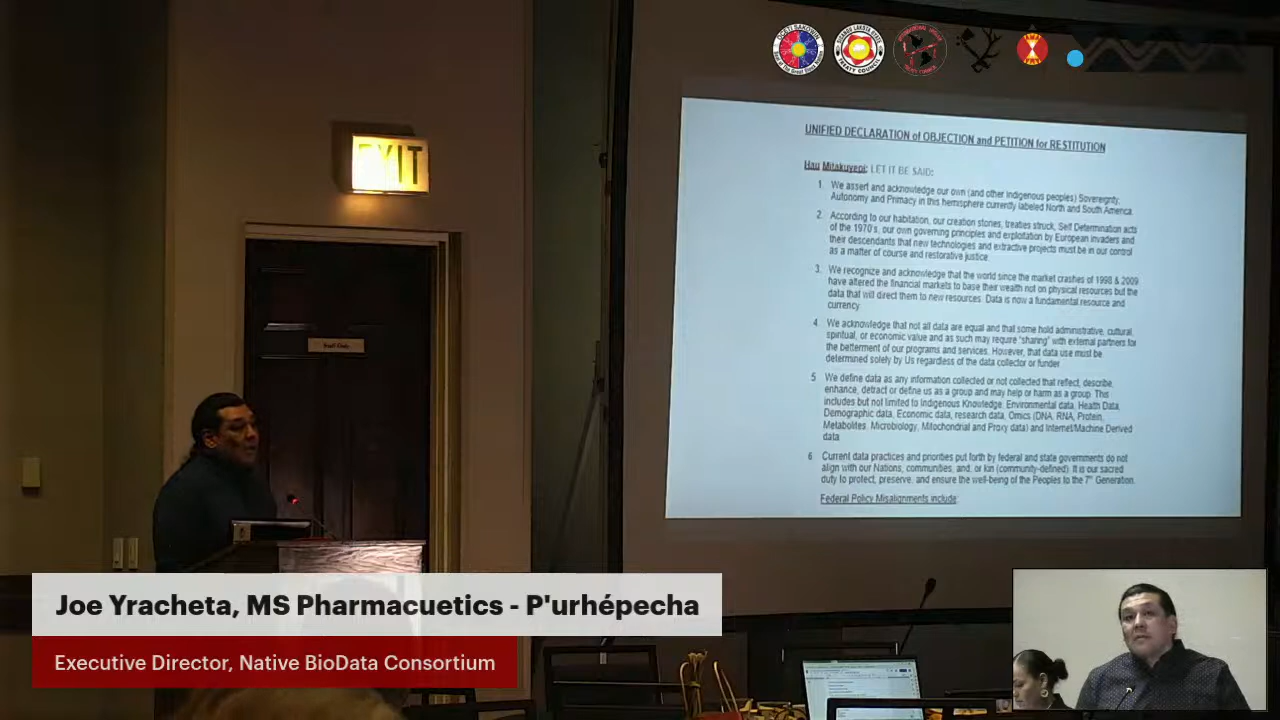 UNIFIED DECLARATION of OBJECTION and PETITION for RESTITUTION
Hau Mitakuyepi: LET IT BE SAID:
1. We assert and acknowledge our own (and other Indigenous peoples) Sovereignty,
Autonomy and Primacy in this hemisphere currently labeled North and South America.
2. According to our habitation, our creation stories, treaties struck, Self Determination acts
of the 1970's, our own governing principles and exploitation by European invaders and
their descendants that new technologies and extractive projects must be in our control
as a matter of course and restorative justice.
3. We recognize and acknowledge that the world since the market crashes of 1998 & 2009
have altered the financial markets to base their wealth not on physical resources but the
data that will direct them to new resources. Data is now a fundamental resource and
currency.
4. We acknowledge that not all data are equal and that some hold administrative, cultural,
spiritual, or economic value and as such may require "sharing" with external partners for
the betterment of our programs and services. However, that data use must be
determined solely by Us regardless of the data collector or funder
5. We define data as any information collected or not collected that reflect, describe,
enhance, detract or define us as a group and may help or harm as a group. This
includes but not limited to Indigenous Knowledge, Environmental data, Health Data,
Demographic data, Economic data, research data, Omics (DNA, RNA, Protein,
Metabolites, Microbiology, Mitochondrial and Proxy data) and Internet/Machine Derived
data.
6 Current data practices and priorities put forth by federal and state governments do not
align with our Nations, communities, and, or kin (community-defined). It is our sacred
duty to protect, preserve, and ensure the well-being of the Peoples to the 7th Generation.
Federal Policy Misalignments include:
EXIT
Joe Yracheta, MS Pharmacuetics - P'urhépecha
Executive Director, Native BioData Consortium